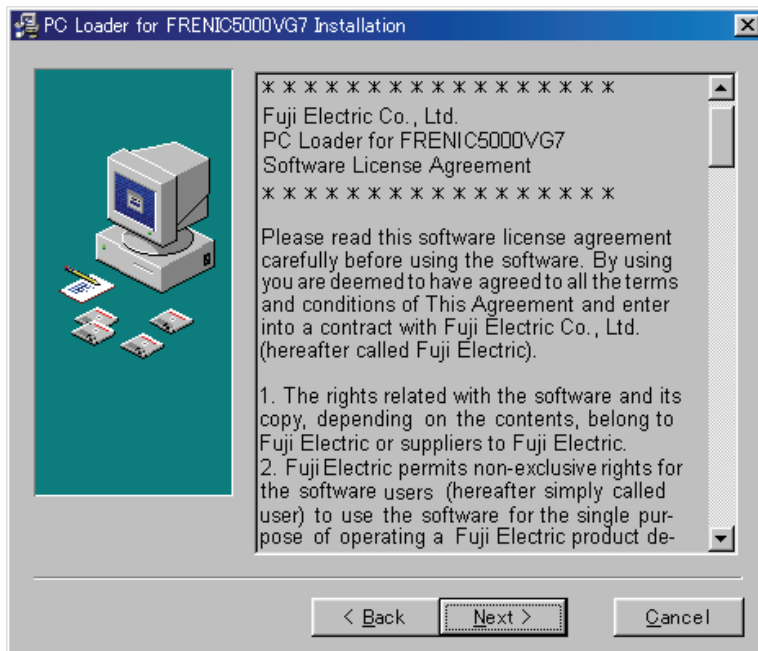 PC Loader for FRENIC5000VG7 Installation
* * * * * * * * * * * * * * * * *
Fuji Electric Co., Ltd.
PC Loader for FRENIC5000VG7
Software License Agreement
* * * * * * * * * * * * * * * * *
Please read this software license agreement
carefully before using the software. By using
you are deemed to have agreed to all the terms
and conditions of This Agreement and enter
into a contract with Fuji Electric Co., Ltd.
(hereafter called Fuji Electric).
1. The rights related with the software and its
copy, depending on the contents, belong to
Fuji Electric or suppliers to Fuji Electric.
2. Fuji Electric permits non-exclusive rights for
the software users (hereafter simply called
user) to use the software for the single pur-
pose of operating a Fuji Electric product de-
< Back
Next >
Cancel